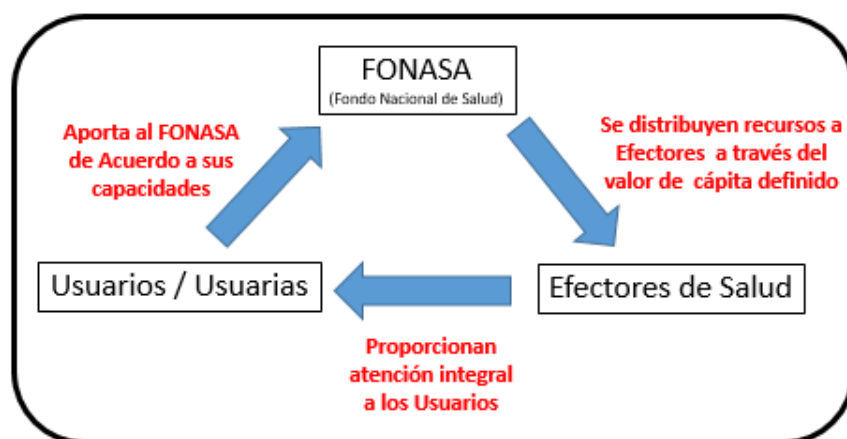 FONASA
(Fondo Nacional de Salud)
Aporta al FONASA
de Acuerdo a sus
capacidades
Se distribuyen recursos a
Efectores a través del
valor de cápita definido
Usuarios / Usuarias
Efectores de Salud
Proporcionan
atención integral
a los Usuarios